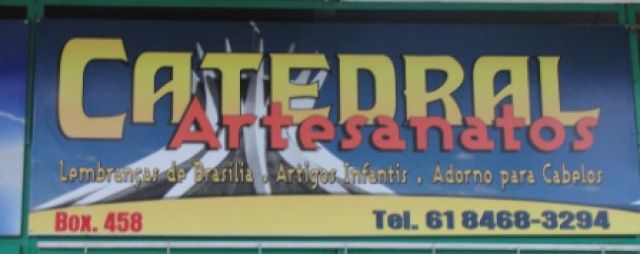 CATEDRAL
Artesanatos
Lembranças de Brasília . Artigos Infantis . Adorno para Cabelos
Box. 458 Tel. 61 8468-3294